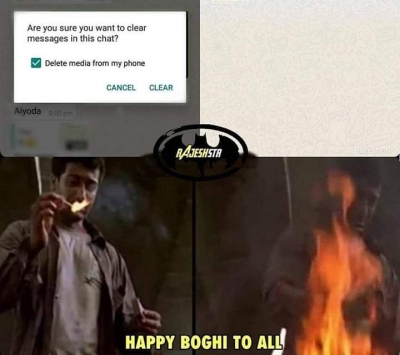 Are you sure you want to clear
messages in this chat?
Delete media from my phone
CANCEL CLEAR
Aiyoda
RAJESHSTR
HAPPY BOGHI TO ALL